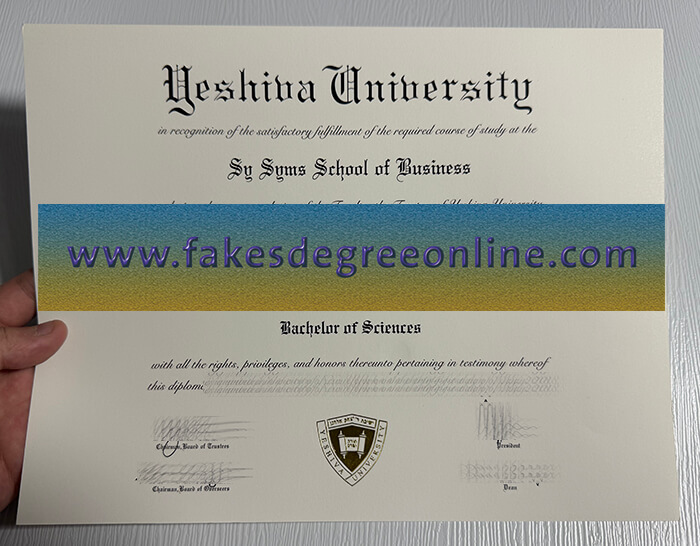 Yeshiva University
in recognition of the satisfactory fulfillment of the required course of study at the
Sy Syms School of Business
www.fakesdegreeonline.com
Bachelor of Sciences
with all the rights, privileges, and honors thereunto pertaining in testimony whereof
this
Chairman, Board of Trustees
President
YESHIVA UNIVERSITY
Chairman, Board of Overseers
Dean